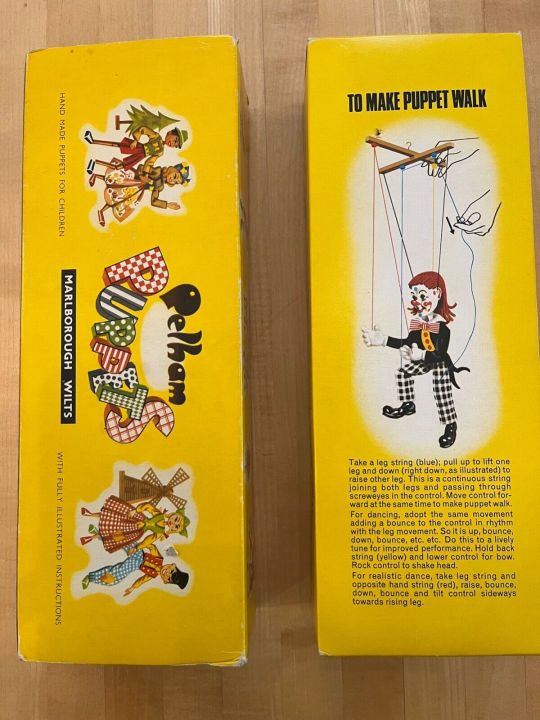 HAND MADE PUPPETS FOR CHILDREN
Pelham
PUPPETS
MARLBOROUGH WILTS
WITH FULLY ILLUSTRATED INSTRUCTIONS
TO MAKE PUPPET WALK
Take a leg string (blue); pull up to lift one
leg and down (right down, as illustrated) to
raise other leg. This is a continuous string
joining both legs and passing through
screweyes in the control. Move control for-
ward at the same time to make puppet walk.
For dancing, adopt the same movement
adding a bounce to the control in rhythm
with the leg movement. So it is up, bounce,
down, bounce, etc. etc. Do this to a lively
tune for improved performance. Hold back
string (yellow) and lower control for bow.
Rock control to shake head.
For realistic dance, take leg string and
opposite hand string (red), raise, bounce,
down, bounce and tilt control sideways
towards rising leg.